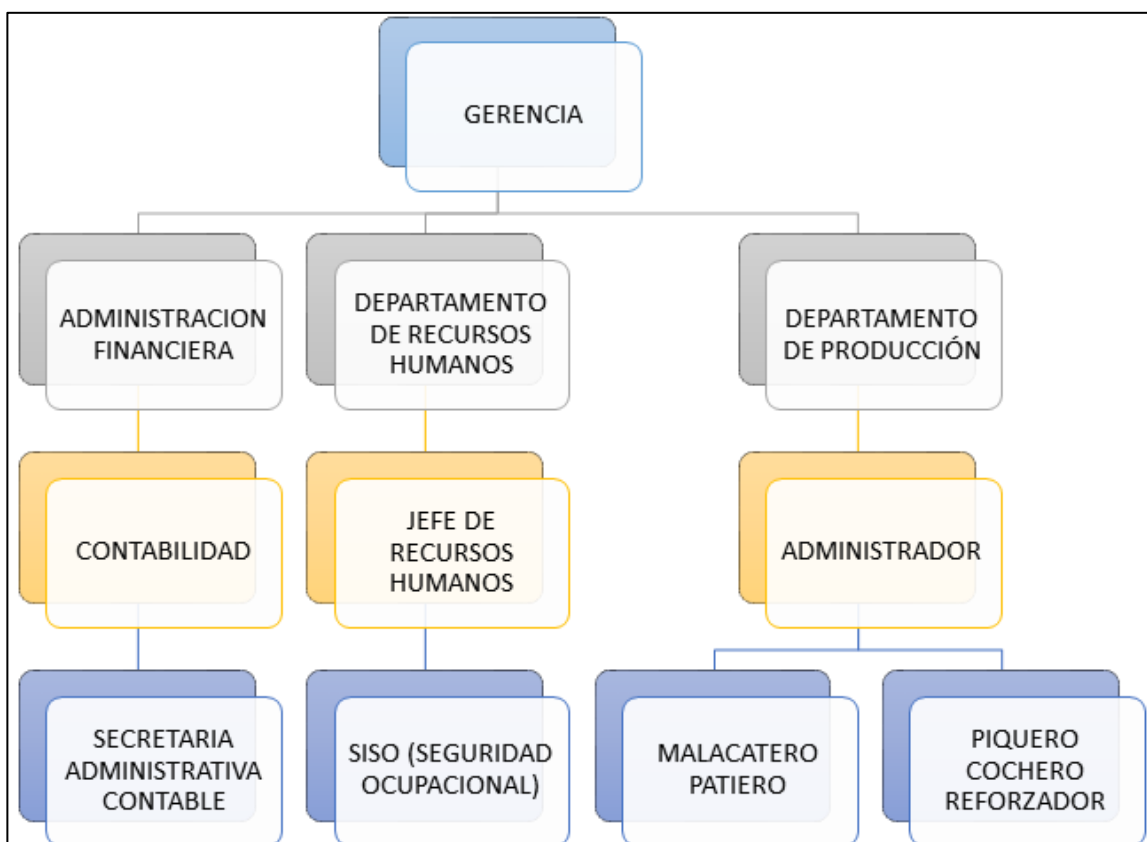 GERENCIA
ADMINISTRACION
FINANCIERA
DEPARTAMENTO
DE RECURSOS
HUMANOS
DEPARTAMENTO
DE PRODUCCIÓN
CONTABILIDAD
JEFE DE
RECURSOS
HUMANOS
ADMINISTRADOR
SECRETARIA
ADMINISTRATIVA
CONTABLE
SISO (SEGURIDAD
OCUPACIONAL)
MALACATERO
PATIERO
PIQUERO
COCHERO
REFORZADOR